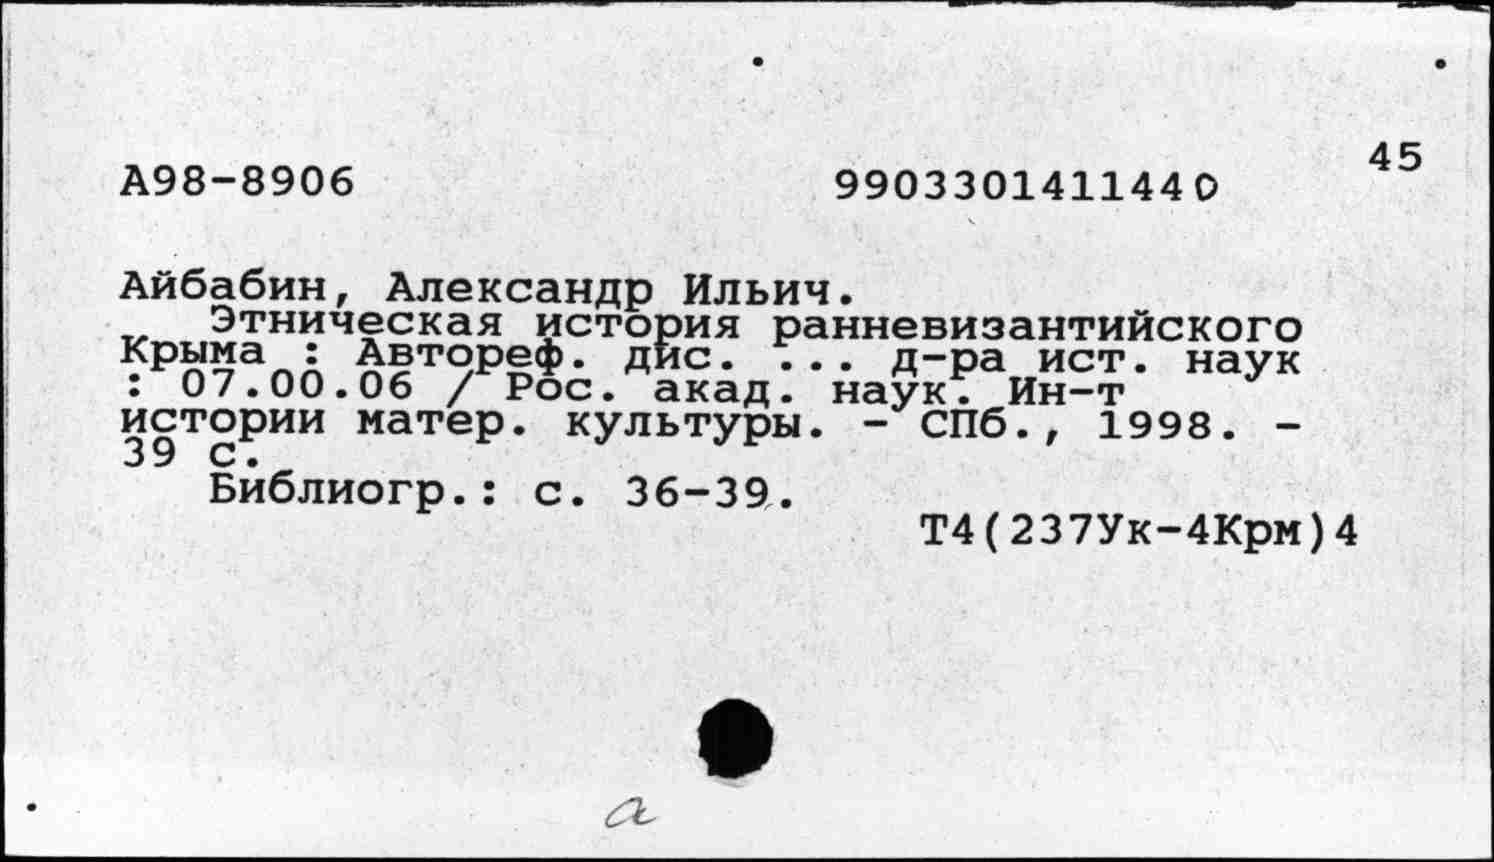 45
А98-8906 9903301411440
Айбабин, Александр Ильич.
Этническая история ранневизантийского
Крыма : Автореф. дис. ... д-ра ист. наук
: 07.00.06 / Рос. акад. наук. Ин-т
истории матер. культуры. - СПб., 1998. -
39 с.
Библиогр.: с. 36-39.
Т4(237Ук-4Крм)4
а